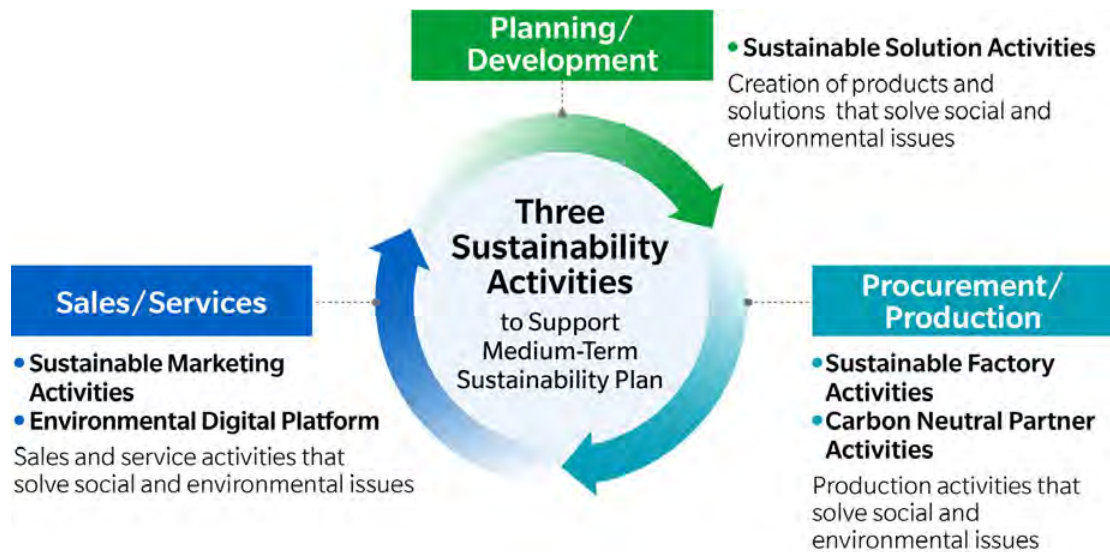 Planning/
Development
• Sustainable Solution Activities
Creation of products and
solutions that solve social and
environmental issues
Three
Sustainability
Activities
to Support
Medium-Term
Sustainability Plan
Sales/Services
• Sustainable Marketing
Activities
• Environmental Digital Platform
Sales and service activities that
solve social and environmental issues
Procurement/
Production
• Sustainable Factory
Activities
• Carbon Neutral Partner
Activities
Production activities that
solve social and
environmental issues